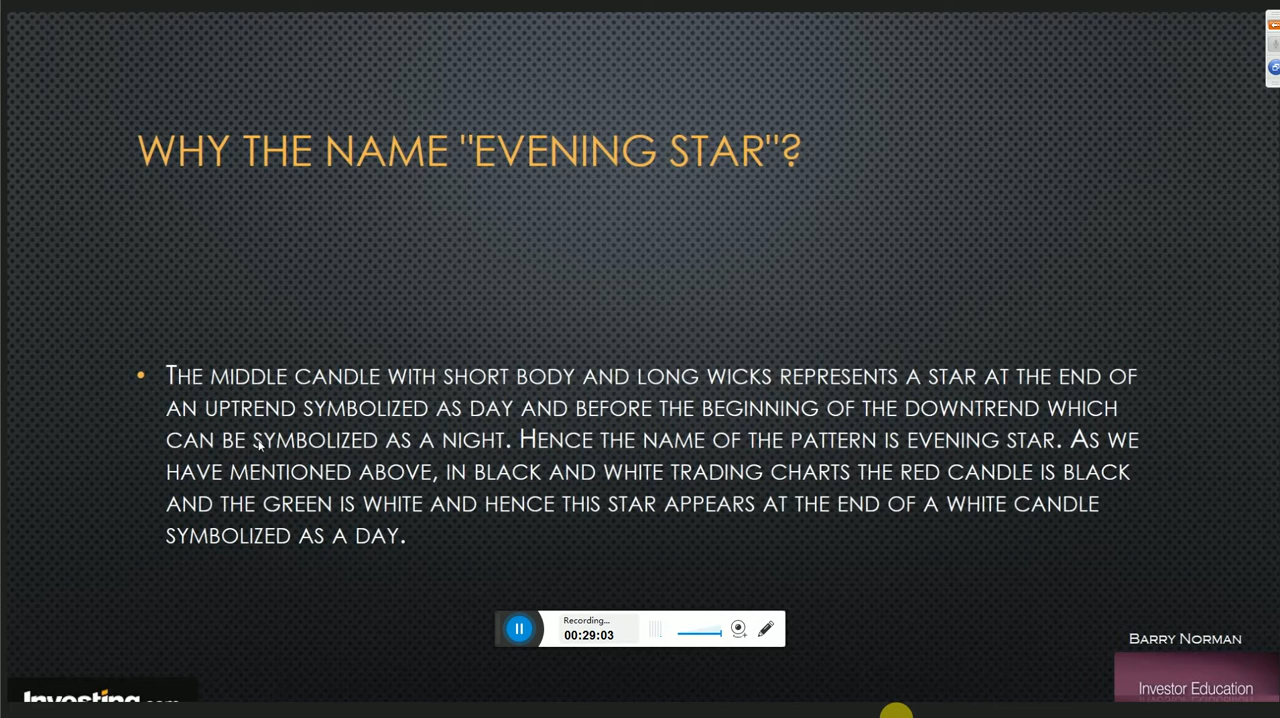 WHY THE NAME "EVENING STAR"?
• THE MIDDLE CANDLE WITH SHORT BODY AND LONG WICKS REPRESENTS A STAR AT THE END OF
AN UPTREND SYMBOLIZED AS DAY AND BEFORE THE BEGINNING OF THE DOWNTREND WHICH
CAN BE SYMBOLIZED AS A NIGHT. HENCE THE NAME OF THE PATTERN IS EVENING STAR. AS WE
HAVE MENTIONED ABOVE, IN BLACK AND WHITE TRADING CHARTS THE RED CANDLE IS BLACK
AND THE GREEN IS WHITE AND HENCE THIS STAR APPEARS AT THE END OF A WHITE CANDLE
SYMBOLIZED AS A DAY.
Recording...
00:29:03
BARRY NORMAN
Investing.com
Investor Education